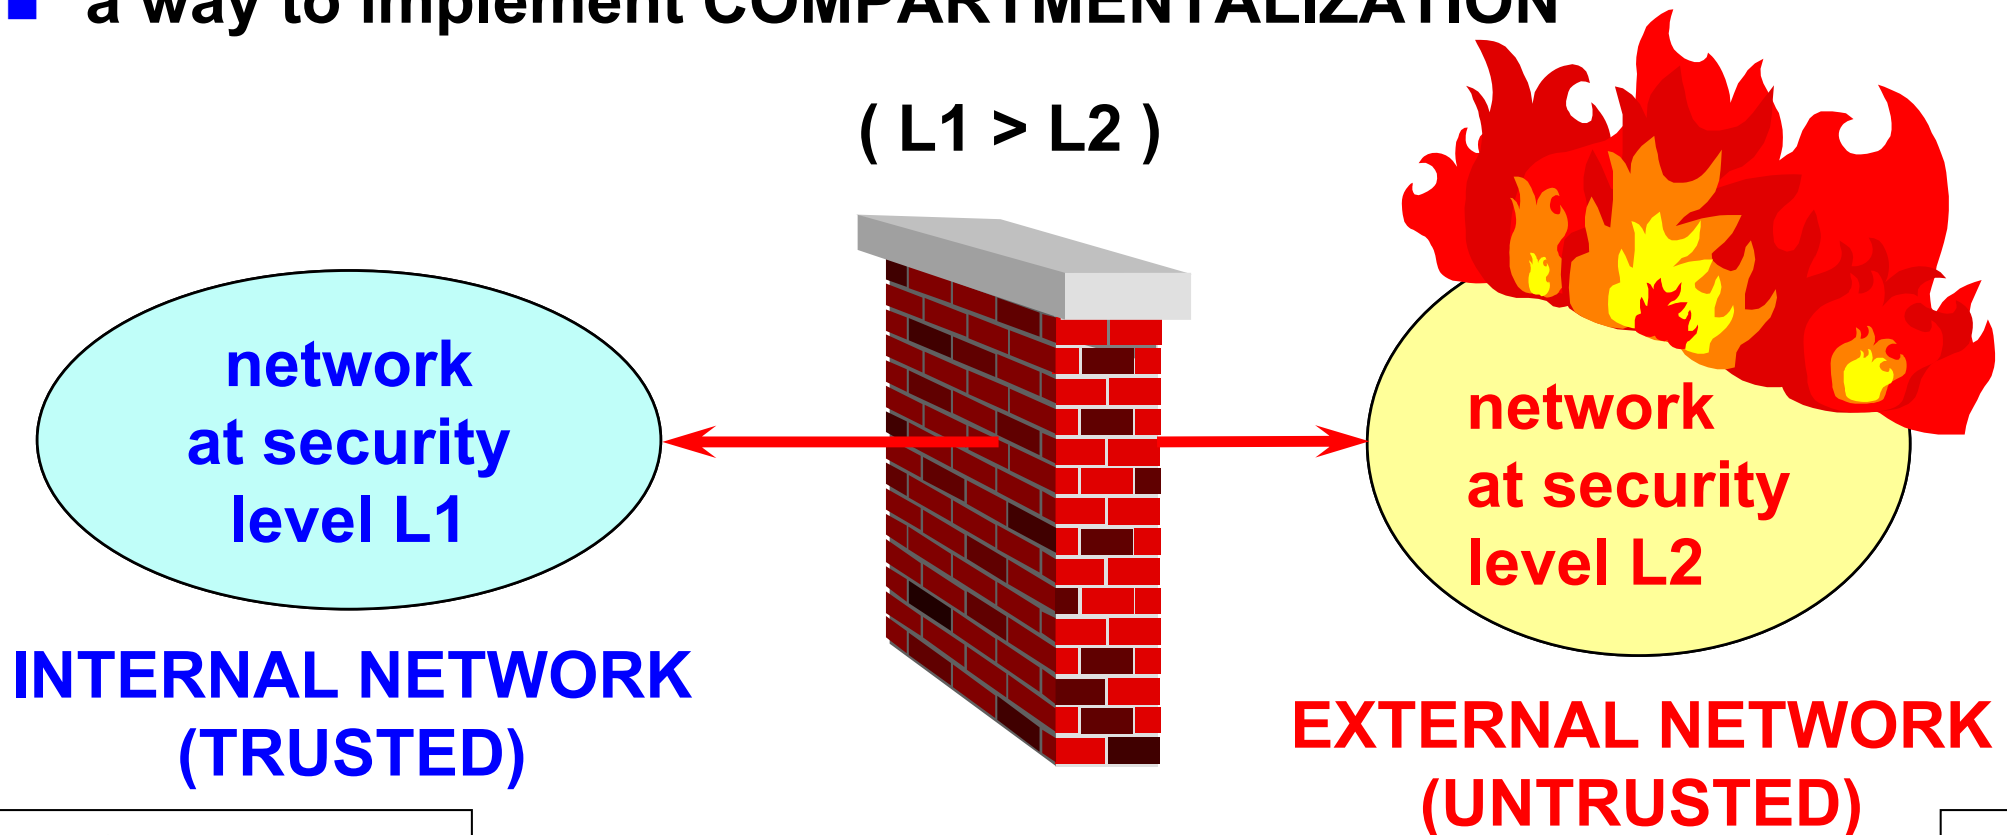 a way to implement COMPARTMENTALIZATION
( L1 > L2 )
network
at security
level L1
network
at security
level L2
INTERNAL NETWORK
(TRUSTED)
EXTERNAL NETWORK
(UNTRUSTED)